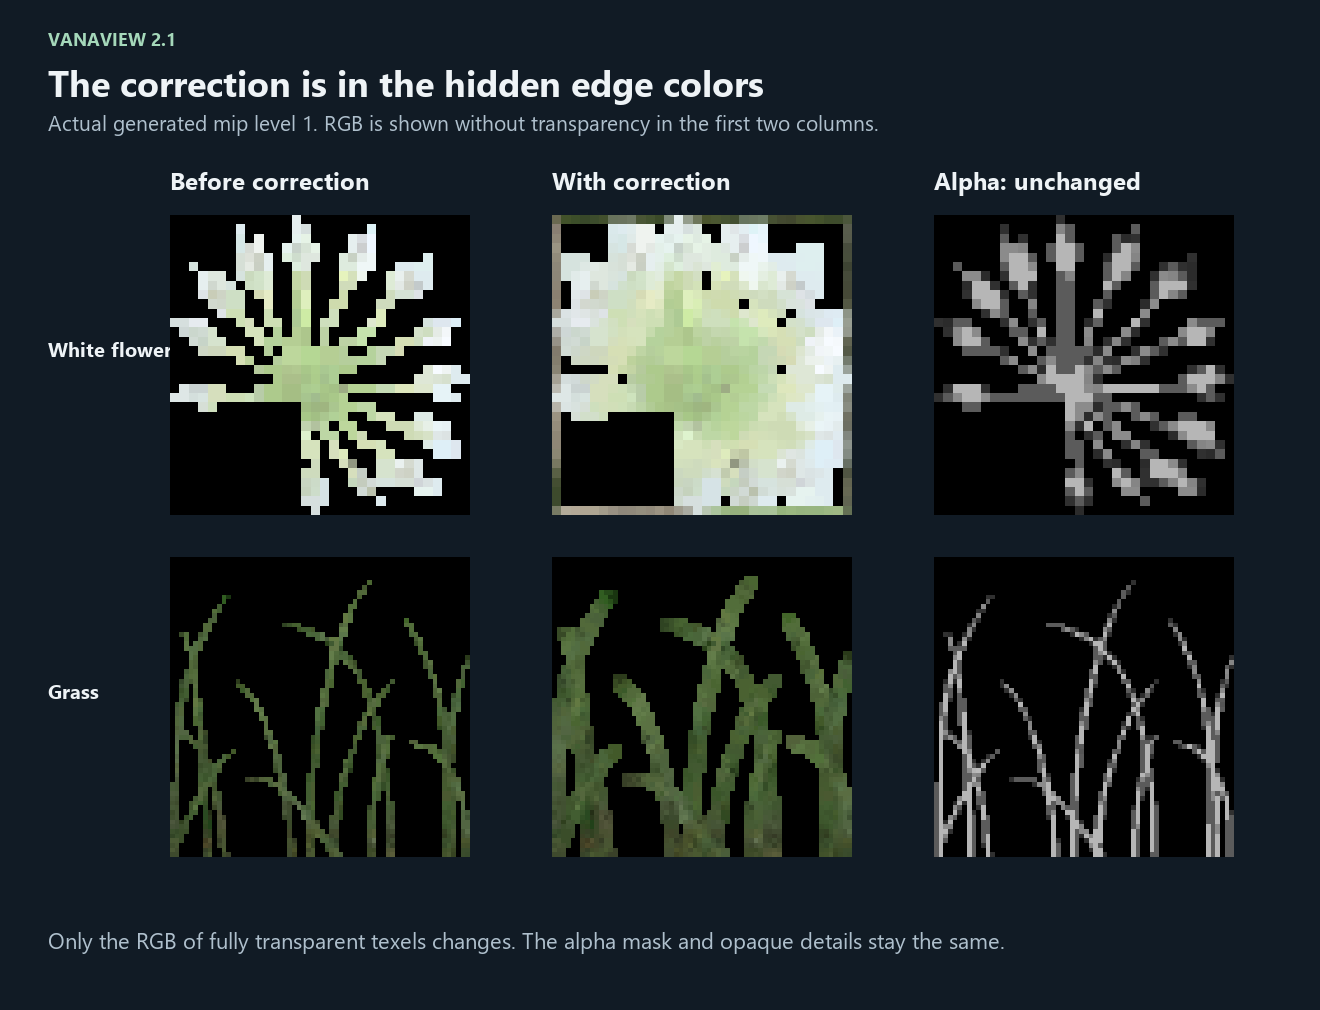 VANAVIEW 2.1
The correction is in the hidden edge colors
Actual generated mip level 1. RGB is shown without transparency in the first two columns.
Before correction
With correction
Alpha: unchanged
White flower
Grass
Only the RGB of fully transparent texels changes. The alpha mask and opaque details stay the same.